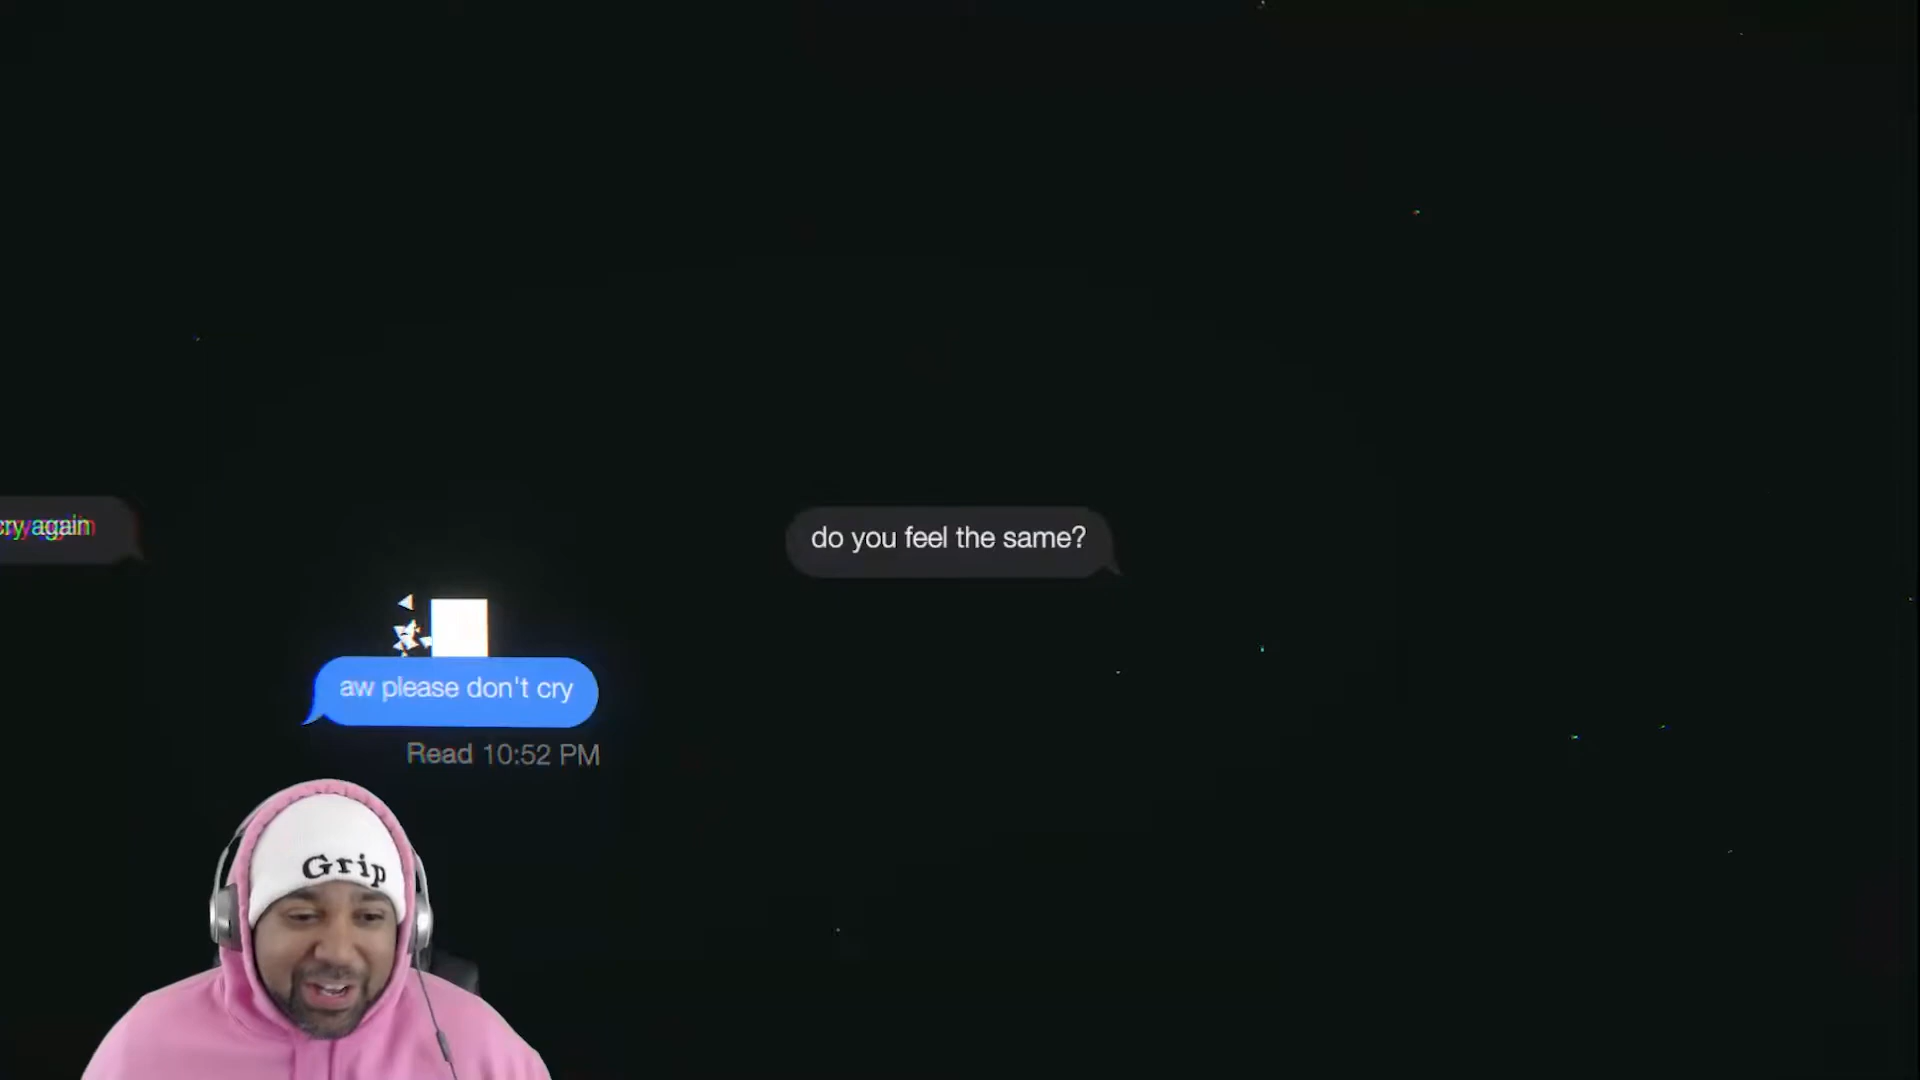 cry again
do you feel the same?
aw please don't cry
Read 10:52 PM
Grip